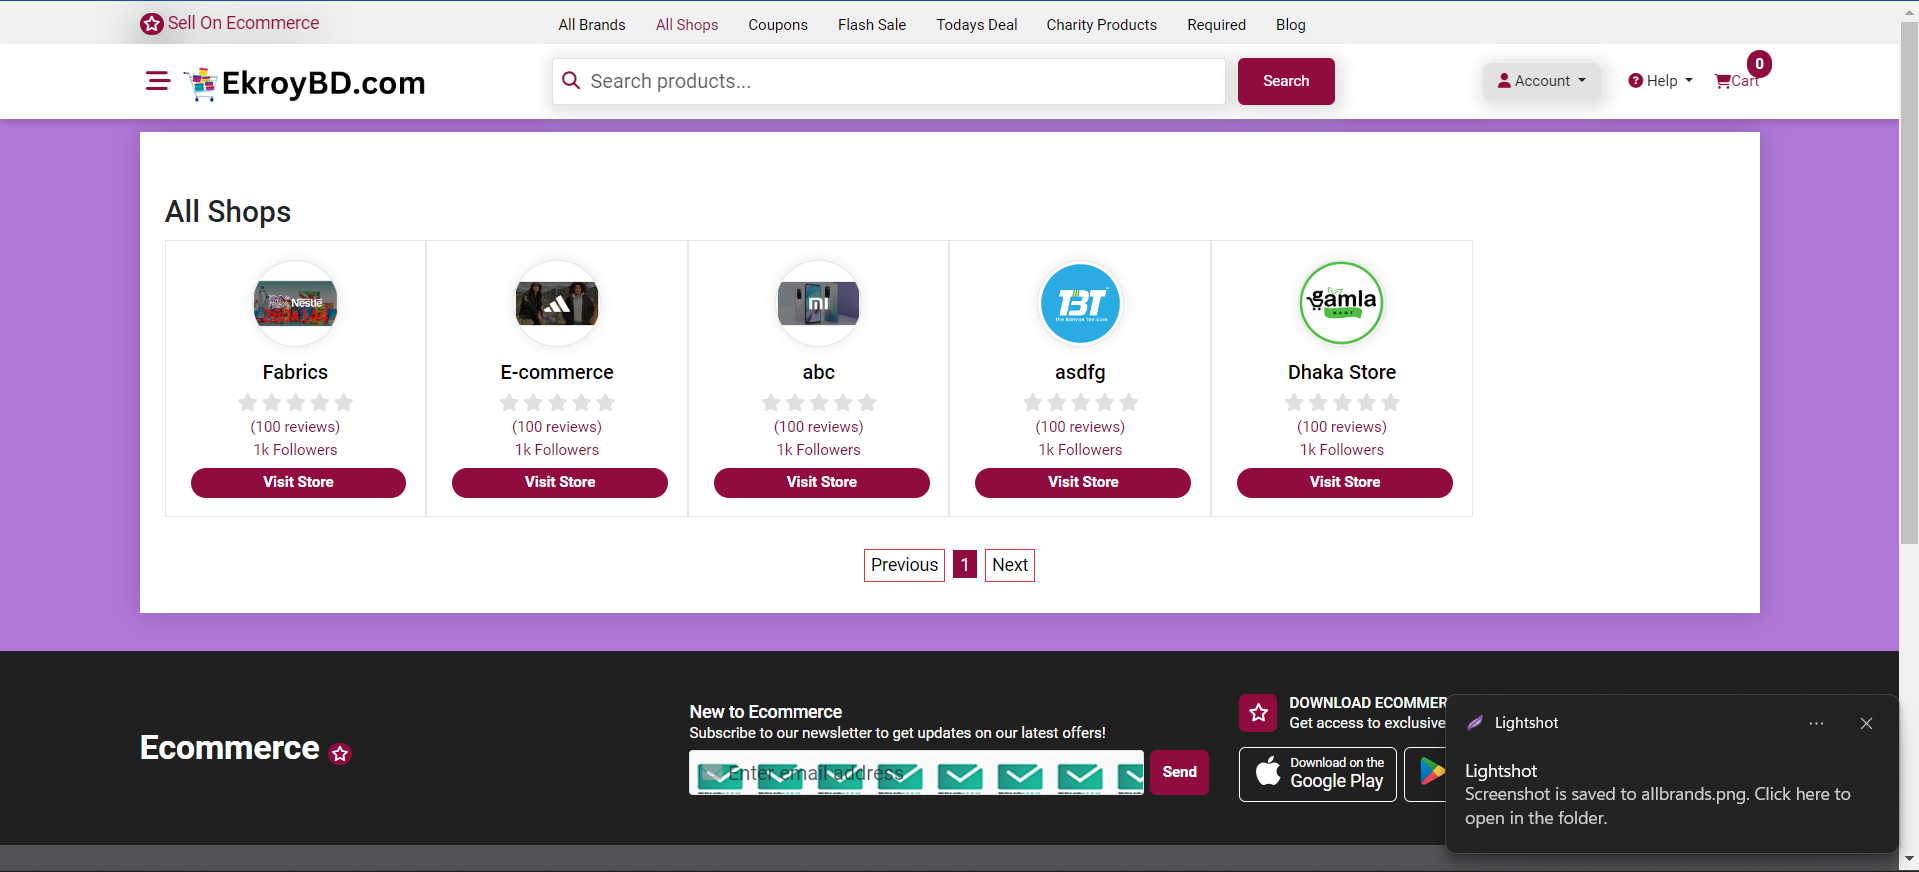 Sell On Ecommerce
All Brands
All Shops
Coupons
Flash Sale
Todays Deal
Charity Products
Required
Blog
EkroyBD.com
Search products...
Search
Account
Help
0
Cart
All Shops
Nestle
mi
TBT
gamla
Fabrics
E-commerce
abc
asdfg
Dhaka Store
(100 reviews)
(100 reviews)
(100 reviews)
(100 reviews)
(100 reviews)
1k Followers
1k Followers
1k Followers
1k Followers
1k Followers
Visit Store
Visit Store
Visit Store
Visit Store
Visit Store
Previous
1
Next
Ecommerce
New to Ecommerce
Subscribe to our newsletter to get updates on our latest offers!
Enter email address
Send
DOWNLOAD ECOMMER
Get access to exclusive
Download on the
Google Play
Lightshot
Lightshot
Screenshot is saved to allbrands.png. Click here to
open in the folder.